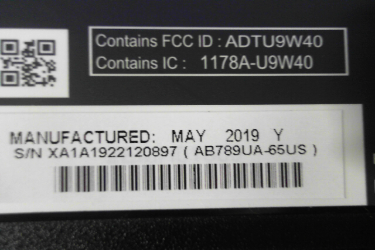 Contains FCC ID : ADTU9W40
Contains IC : 1178A-U9W40
MANUFACTURED: MAY 2019 Y
S/N XA1A1922120897 ( AB789UA-65US )